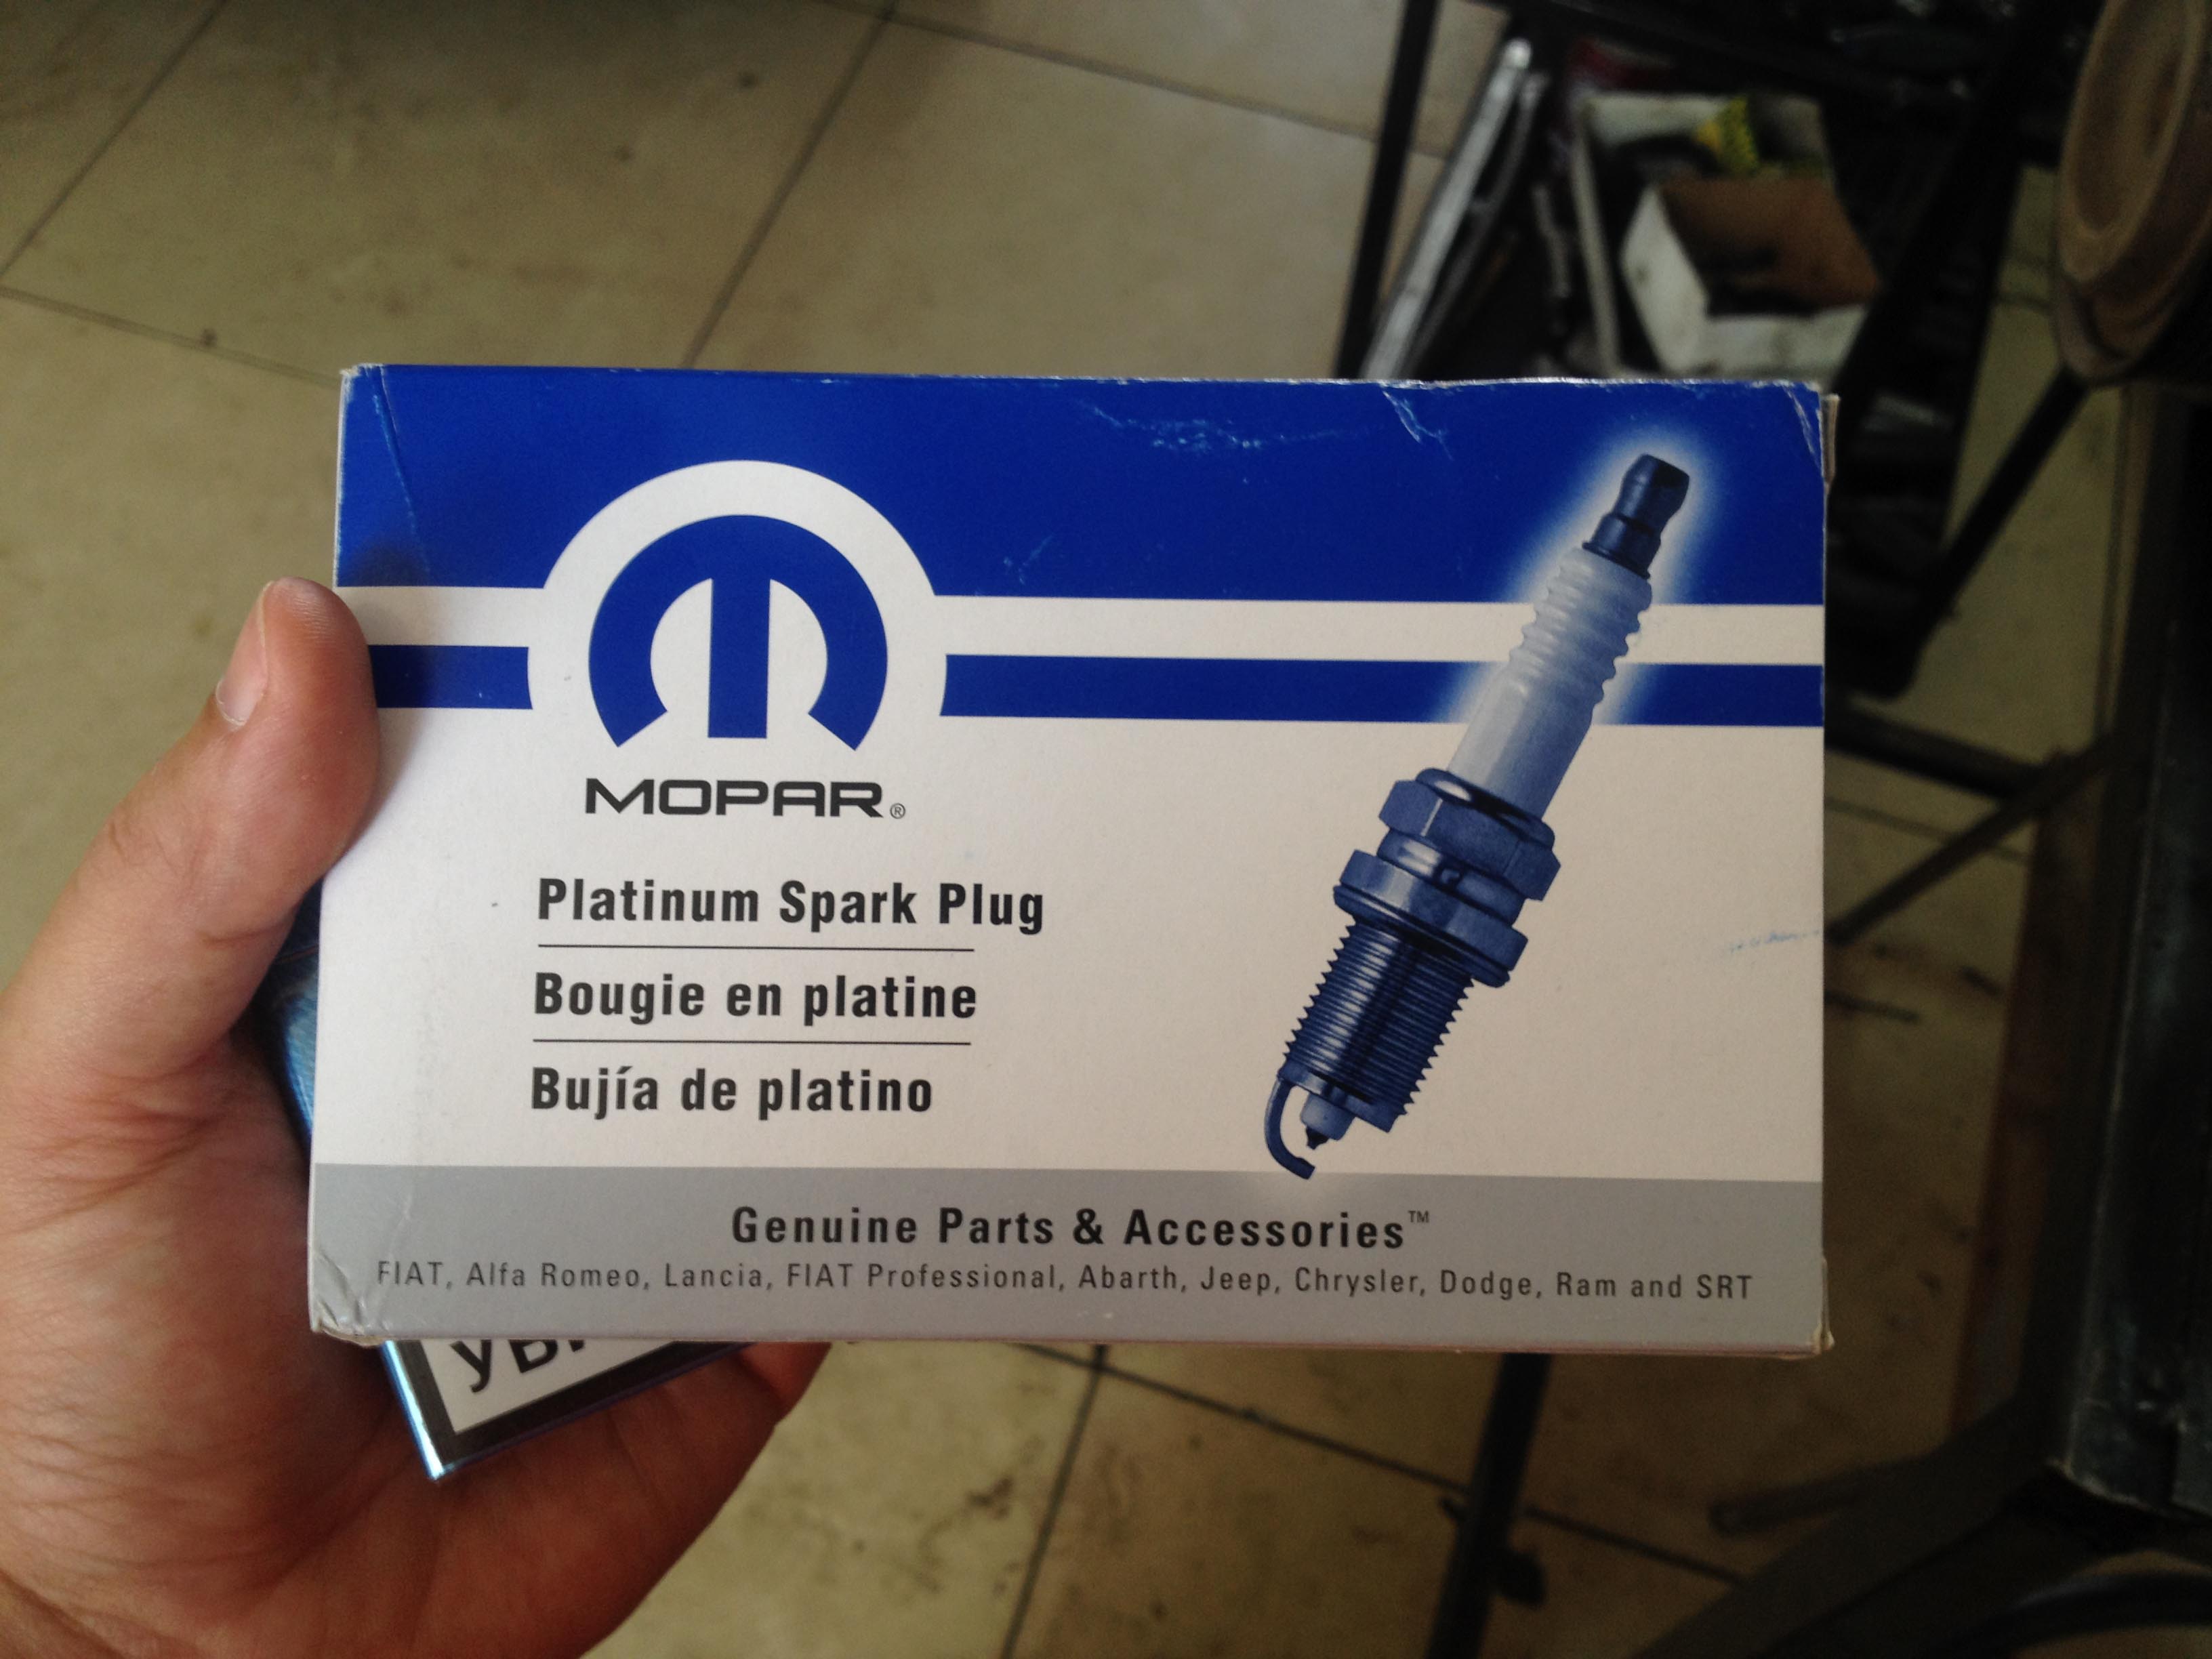 MOPAR®
Platinum Spark Plug
Bougie en platine
Bujía de platino
Genuine Parts & Accessories™
FIAT, Alfa Romeo, Lancia, FIAT Professional, Abarth, Jeep, Chrysler, Dodge, Ram and SRT